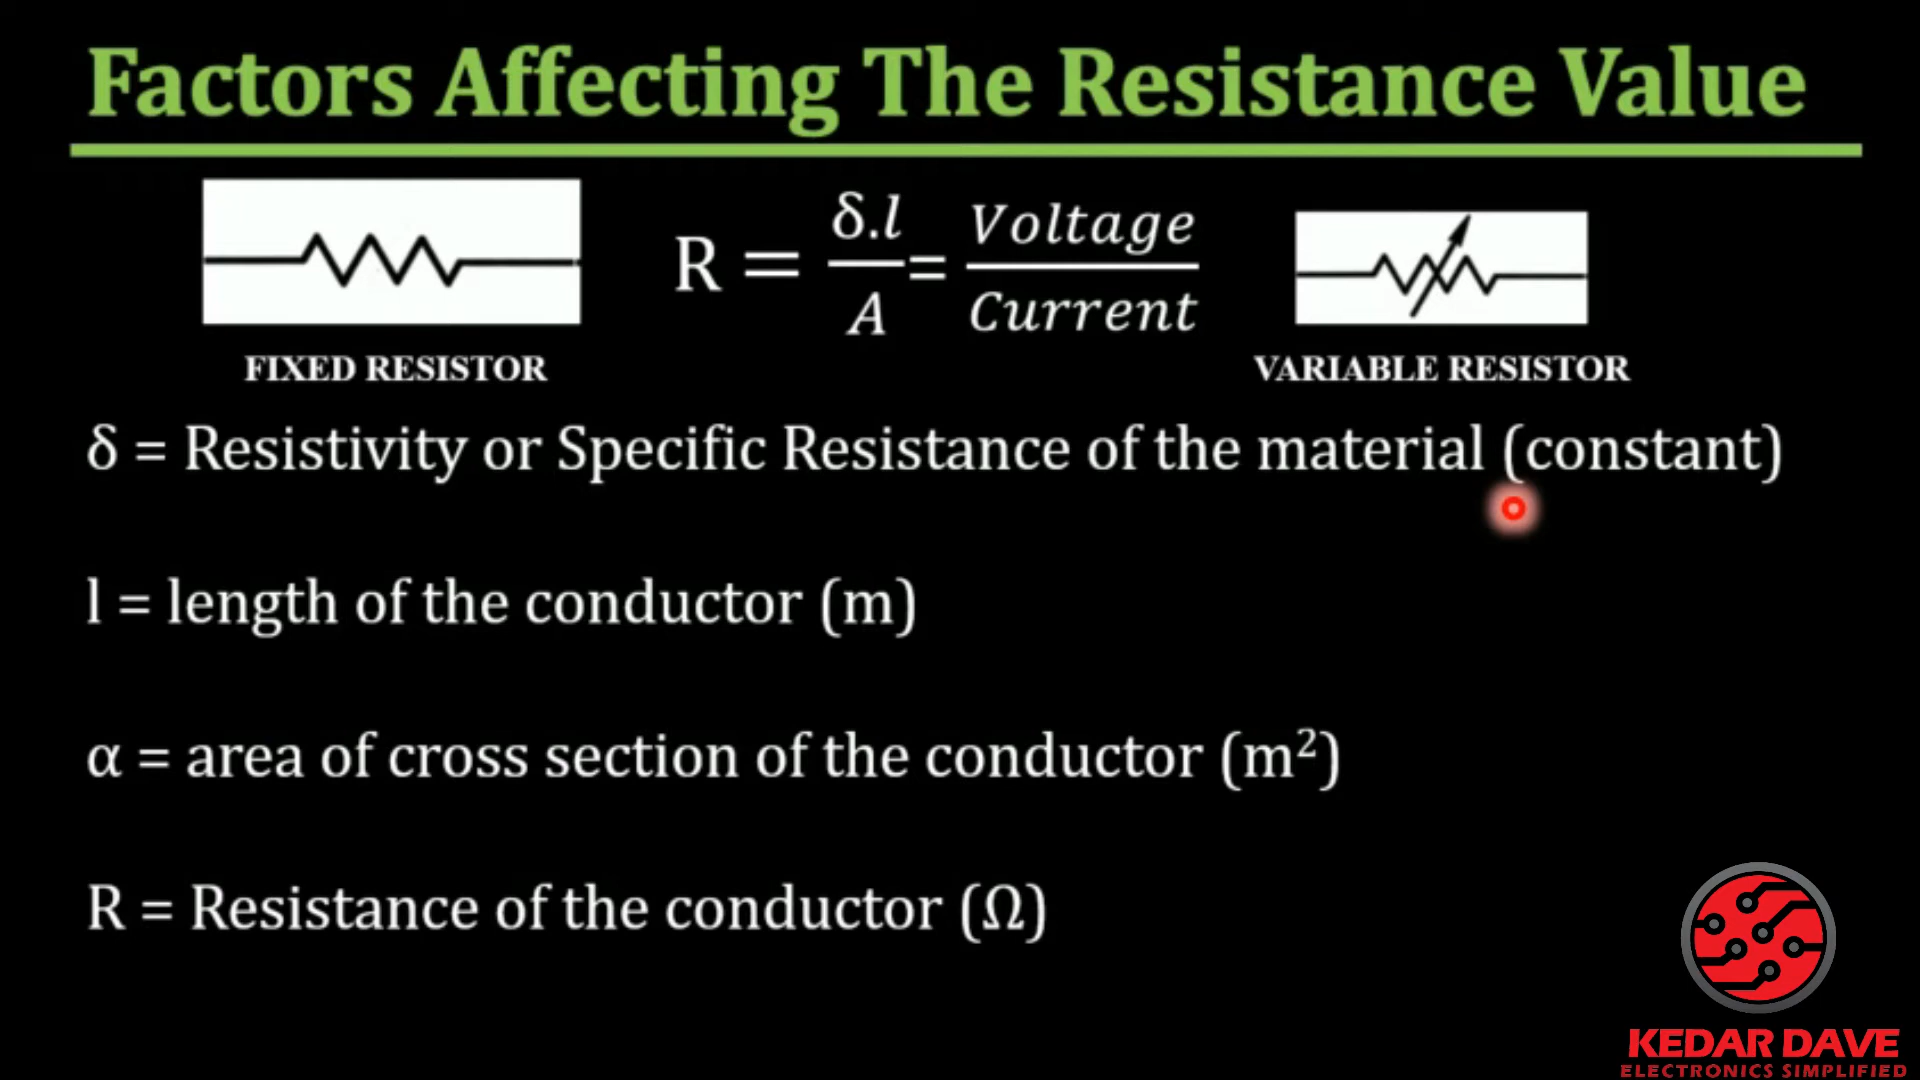 Factors Affecting The Resistance Value
R = δ.l/A = Voltage/Current
FIXED RESISTOR
VARIABLE RESISTOR
δ = Resistivity or Specific Resistance of the material (constant)
l = length of the conductor (m)
α = area of cross section of the conductor (m²)
R = Resistance of the conductor (Ω)
KEDAR DAVE
ELECTRONICS SIMPLIFIED